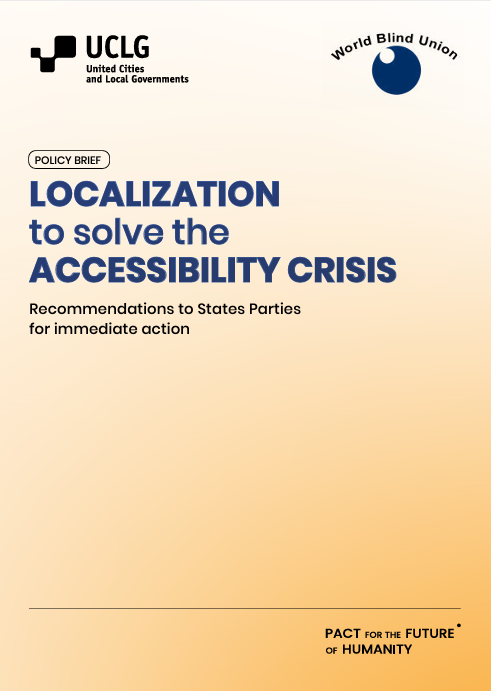 UCLG
United Cities
and Local Governments
World Blind Union
POLICY BRIEF
LOCALIZATION
to solve the
ACCESSIBILITY CRISIS
Recommendations to States Parties
for immediate action
PACT FOR THE FUTURE
OF HUMANITY